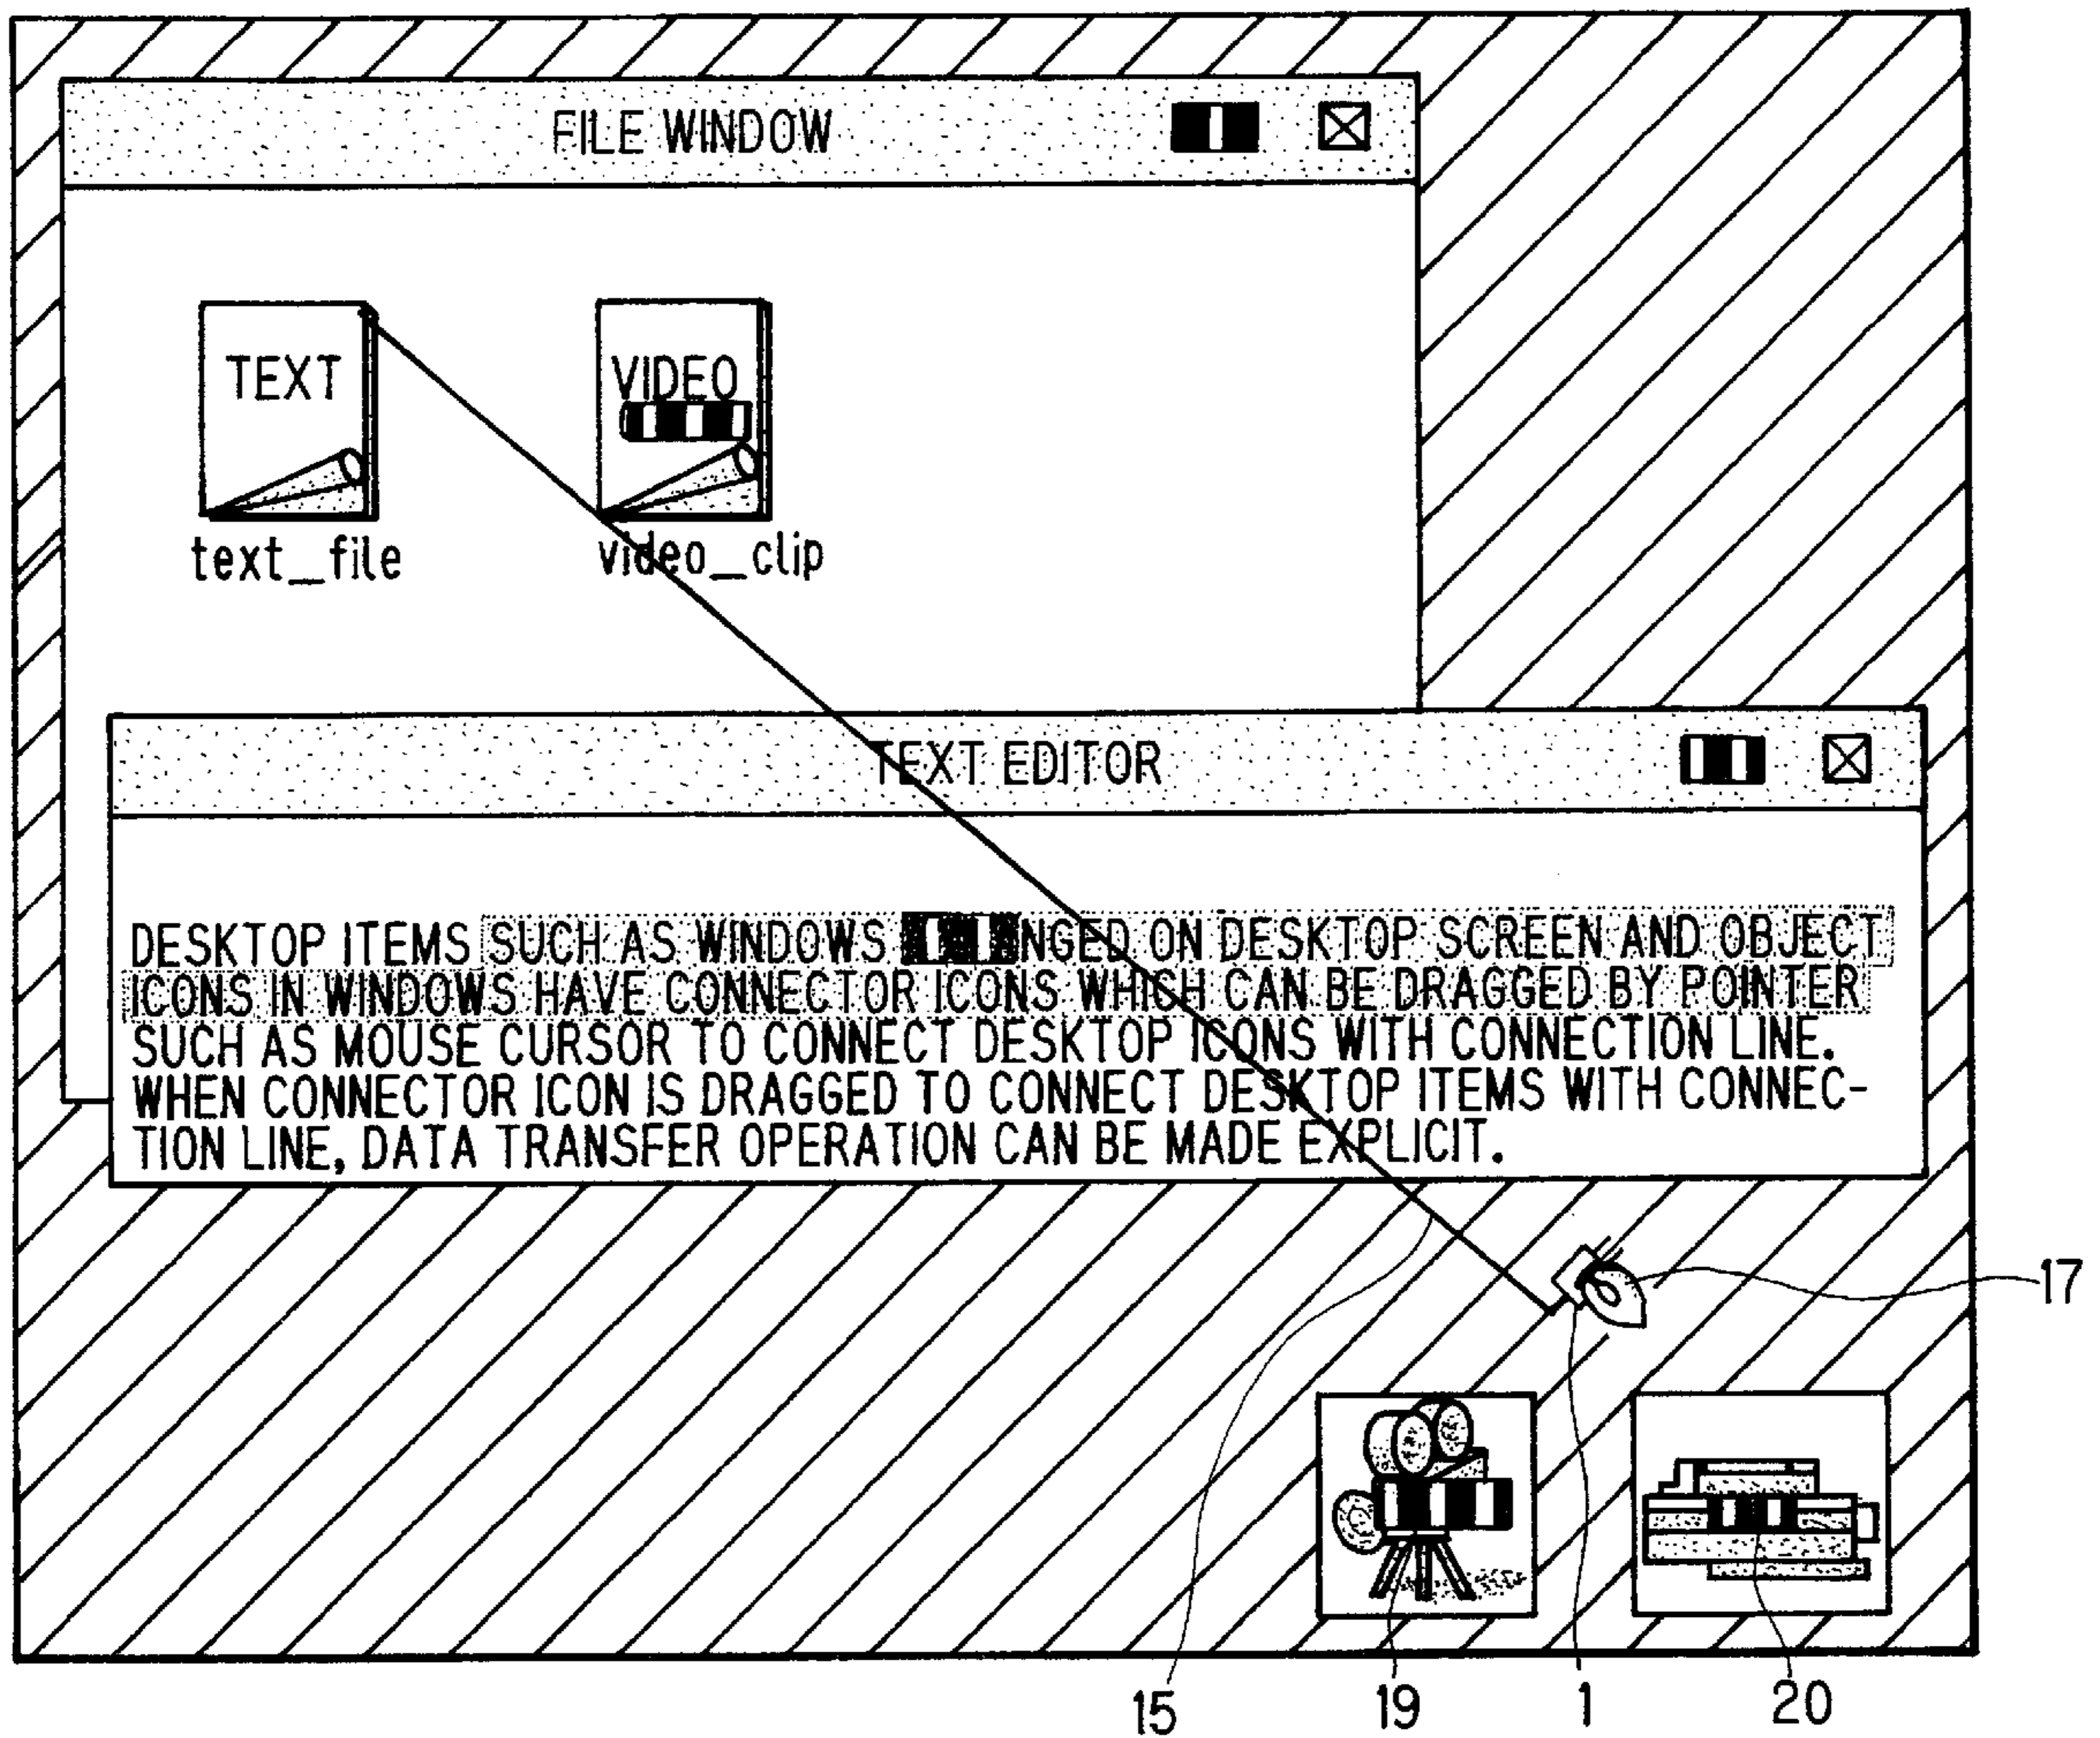 FILE WINDOW
TEXT
VIDEO
text_file
video_clip
TEXT EDITOR
DESKTOP ITEMS SUCH AS WINDOWS NGED ON DESKTOP SCREEN AND OBJECT
ICONS IN WINDOWS HAVE CONNECTOR ICONS WHICH CAN BE DRAGGED BY POINTER
SUCH AS MOUSE CURSOR TO CONNECT DESKTOP ICONS WITH CONNECTION LINE.
WHEN CONNECTOR ICON IS DRAGGED TO CONNECT DESKTOP ITEMS WITH CONNEC-
TION LINE, DATA TRANSFER OPERATION CAN BE MADE EXPLICIT.
17
15
19
1
20